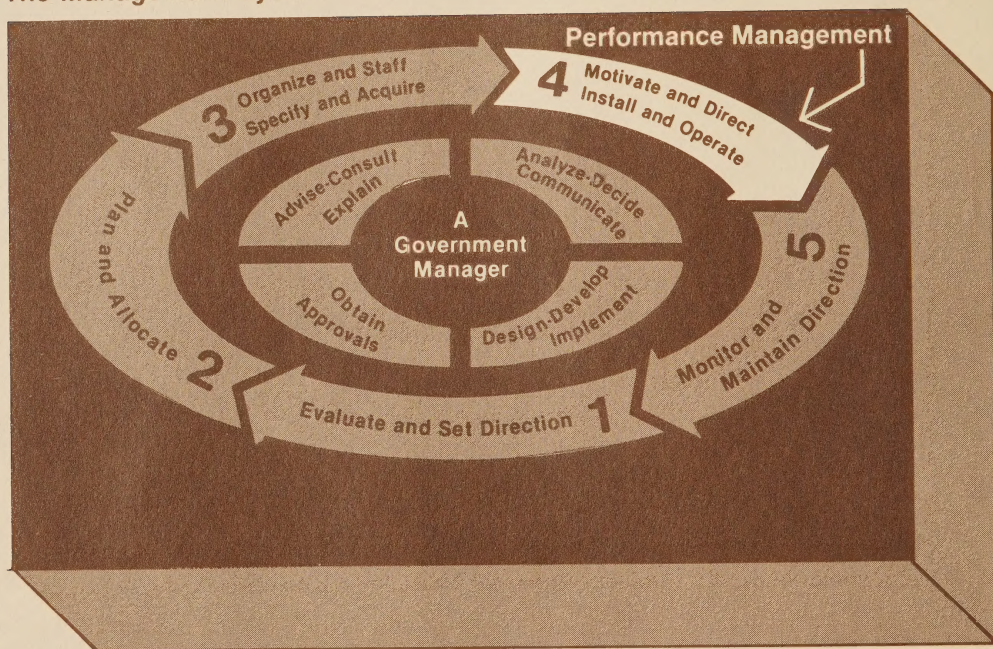 Performance Management
3 Organize and Staff
Specify and Acquire
4 Motivate and Direct
Install and Operate
Advise-Consult
Explain
Analyze-Decide
Communicate
A
Government
Manager
Plan and Allocate 2
5
Monitor and
Maintain Direction
Obtain
Approvals
Design-Develop
Implement
Evaluate and Set Direction 1